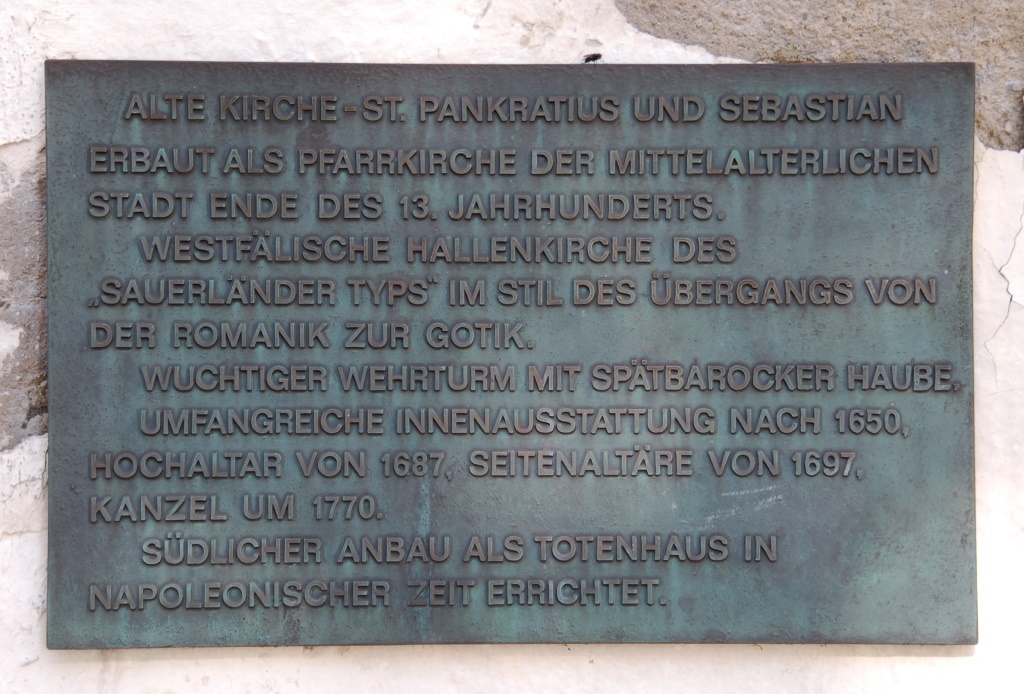 ALTE KIRCHE - ST. PANKRATIUS UND SEBASTIAN
ERBAUT ALS PFARRKIRCHE DER MITTELALTERLICHEN
STADT ENDE DES 13. JAHRHUNDERTS.
WESTFÄLISCHE HALLENKIRCHE DES
„SAUERLÄNDER TYPS“ IM STIL DES ÜBERGANGS VON
DER ROMANIK ZUR GOTIK.
WUCHTIGER WEHRTURM MIT SPÄTBAROCKER HAUBE.
UMFANGREICHE INNENAUSSTATTUNG NACH 1650,
HOCHALTAR VON 1687, SEITENALTÄRE VON 1697,
KANZEL UM 1770.
SÜDLICHER ANBAU ALS TOTENHAUS IN
NAPOLEONISCHER ZEIT ERRICHTET.